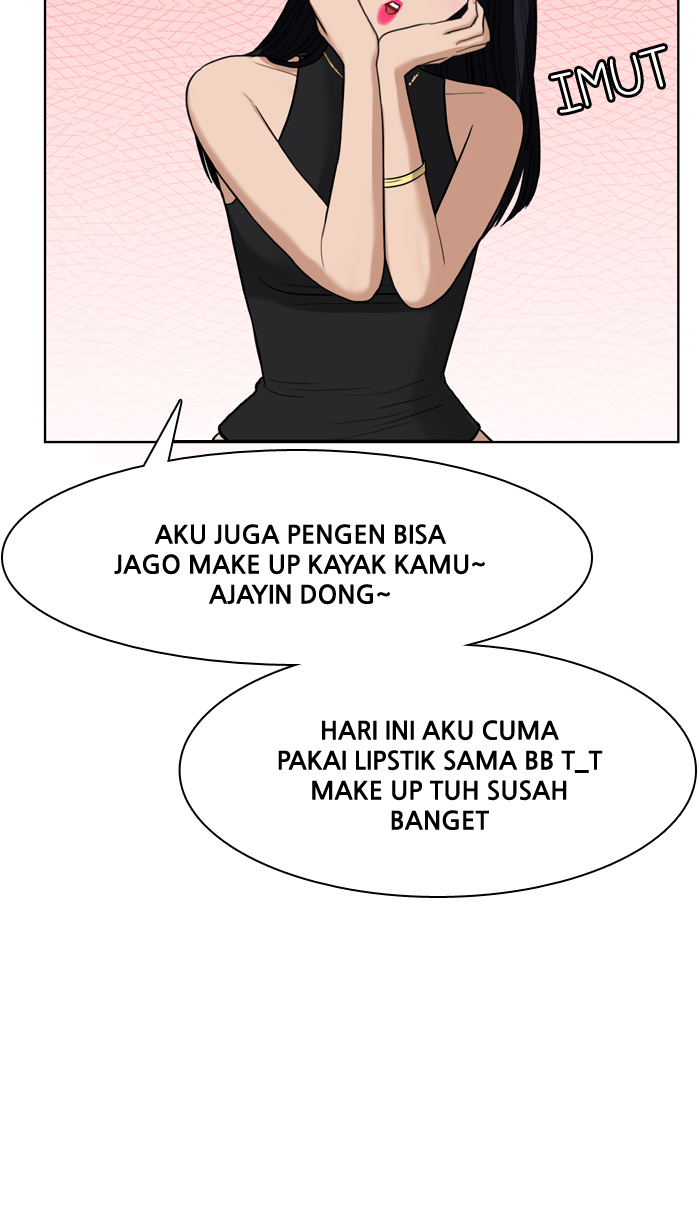 IMUT
AKU JUGA PENGEN BISA
JAGO MAKE UP KAYAK KAMU~
AJAYIN DONG~
HARI INI AKU CUMA
PAKAI LIPSTIK SAMA BB T_T
MAKE UP TUH SUSAH
BANGET